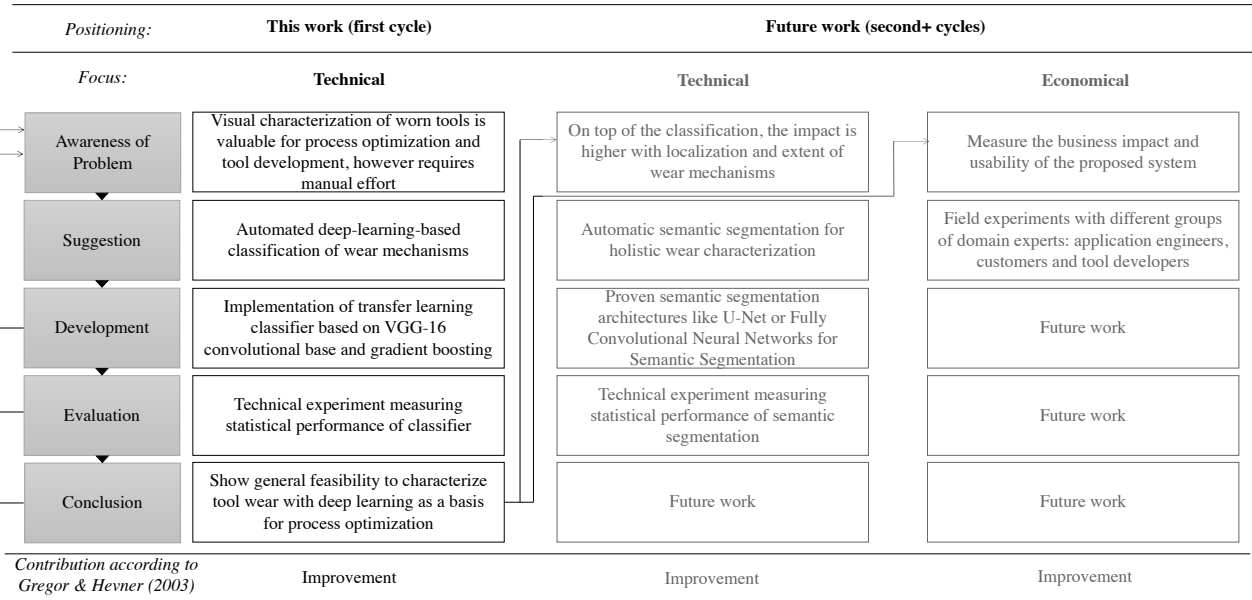 Positioning:
This work (first cycle)
Future work (second+ cycles)
Focus:
Technical
Technical
Economical
Awareness of
Problem
Visual characterization of worn tools is
valuable for process optimization and
tool development, however requires
manual effort
On top of the classification, the impact is
higher with localization and extent of
wear mechanisms
Measure the business impact and
usability of the proposed system
Suggestion
Automated deep-learning-based
classification of wear mechanisms
Automatic semantic segmentation for
holistic wear characterization
Field experiments with different groups
of domain experts: application engineers,
customers and tool developers
Development
Implementation of transfer learning
classifier based on VGG-16
convolutional base and gradient boosting
Proven semantic segmentation
architectures like U-Net or Fully
Convolutional Neural Networks for
Semantic Segmentation
Future work
Evaluation
Technical experiment measuring
statistical performance of classifier
Technical experiment measuring
statistical performance of semantic
segmentation
Future work
Conclusion
Show general feasibility to characterize
tool wear with deep learning as a basis
for process optimization
Future work
Future work
Contribution according to
Gregor & Hevner (2003)
Improvement
Improvement
Improvement